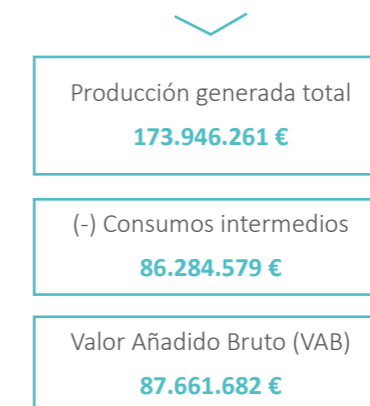 Producción generada total
173.946.261 €
(-) Consumos intermedios
86.284.579 €
Valor Añadido Bruto (VAB)
87.661.682 €